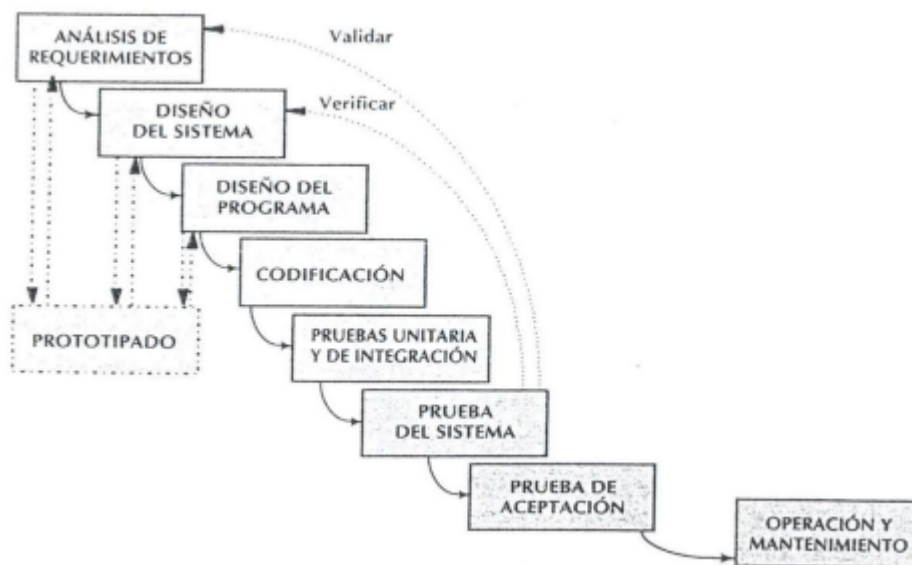 ANÁLISIS DE
REQUERIMIENTOS
Validar
DISEÑO
DEL SISTEMA
Verificar
DISEÑO DEL
PROGRAMA
CODIFICACIÓN
PROTOTIPADO
PRUEBAS UNITARIA
Y DE INTEGRACIÓN
PRUEBA
DEL SISTEMA
PRUEBA DE
ACEPTACIÓN
OPERACIÓN Y
MANTENIMIENTO